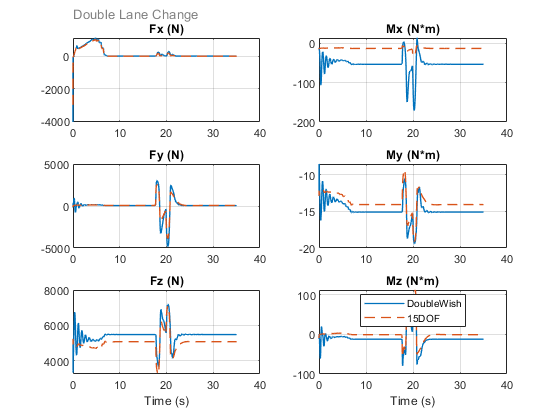 Double Lane Change
Fx (N)
0
-2000
-4000
0 10 20 30 40
Mx (N*m)
0
-100
-200
0 10 20 30 40
Fy (N)
5000
0
-5000
0 10 20 30 40
My (N*m)
-10
-15
-20
0 10 20 30 40
Fz (N)
8000
6000
4000
0 10 20 30 40
Time (s)
Mz (N*m)
100
0
-100
0 10 20 30 40
Time (s)
DoubleWish
15DOF